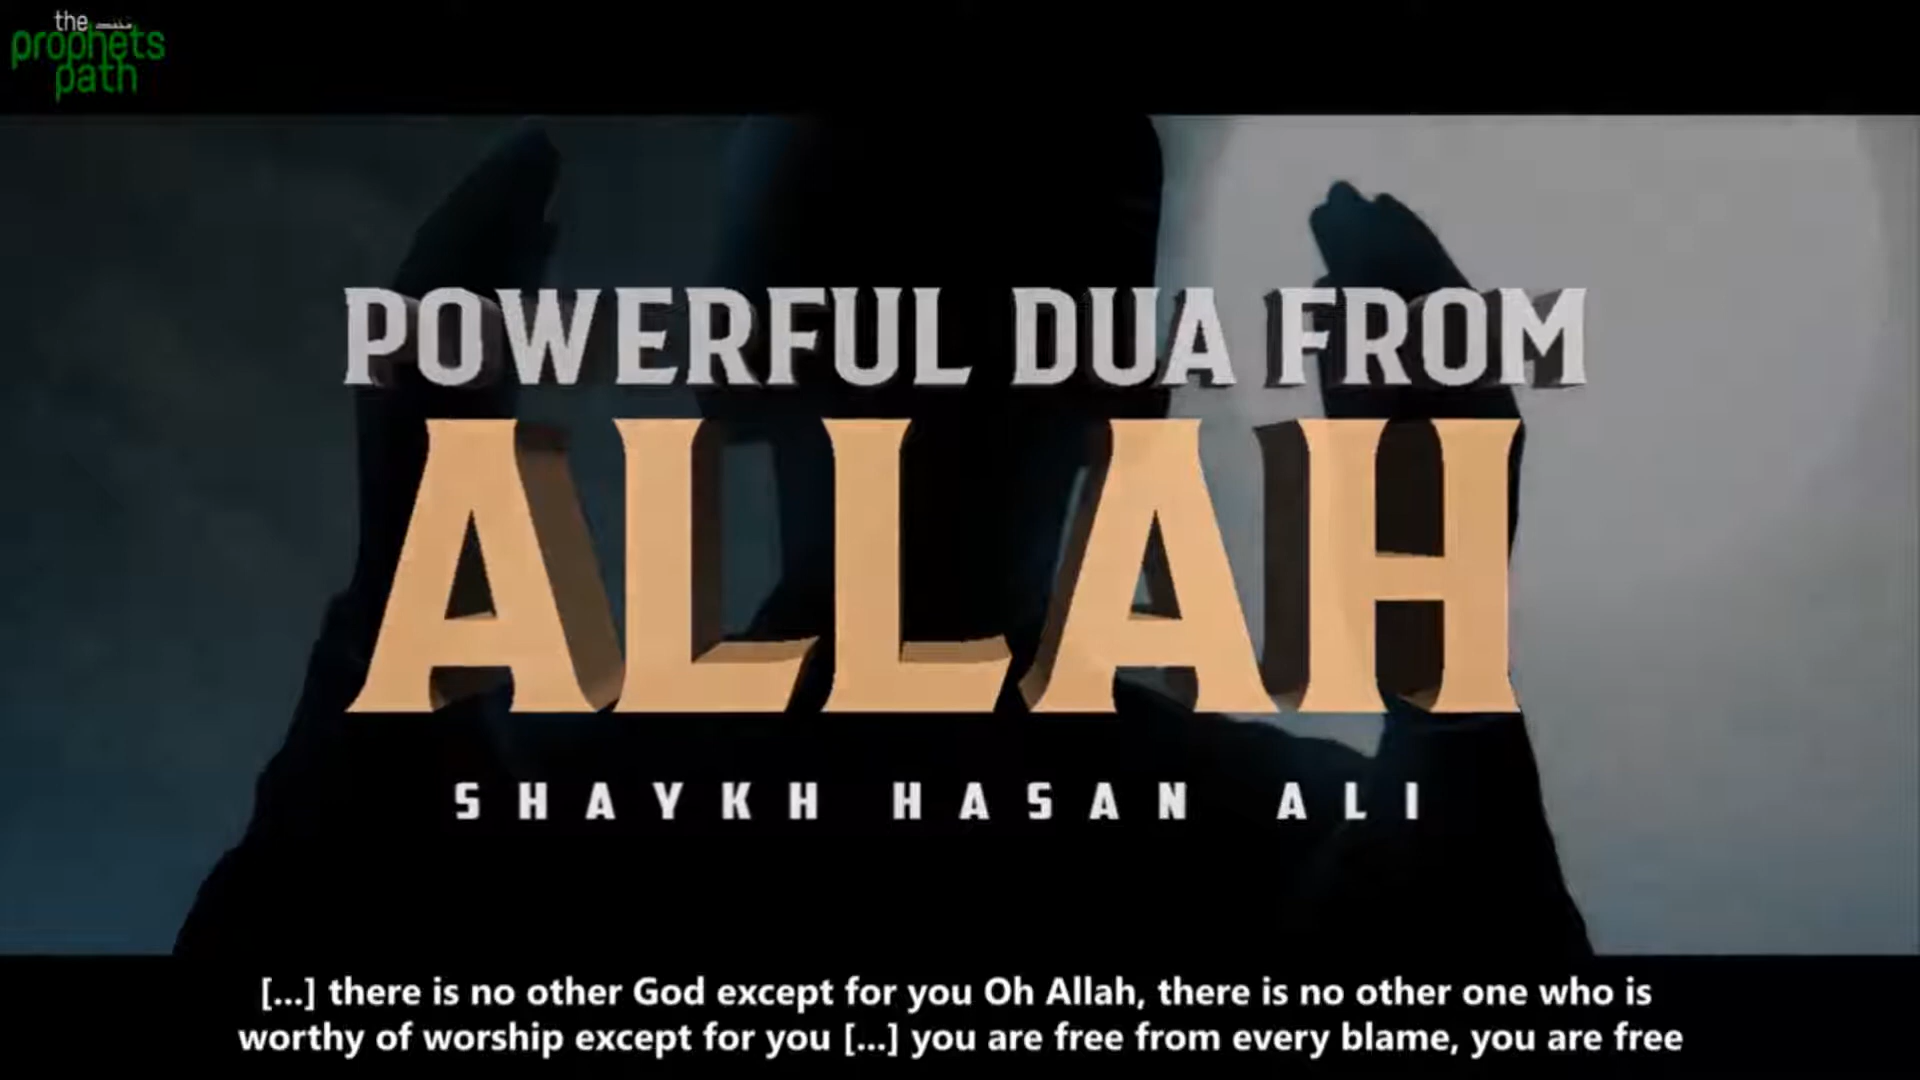 the
prophets
path
POWERFUL DUA FROM
ALLAH
SHAYKH HASAN ALI
[...] there is no other God except for you Oh Allah, there is no other one who is
worthy of worship except for you [...] you are free from every blame, you are free